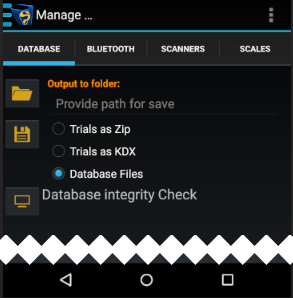 Manage ...
DATABASE BLUETOOTH SCANNERS SCALES
Output to folder:
Provide path for save
Trials as Zip
Trials as KDX
Database Files
Database integrity Check